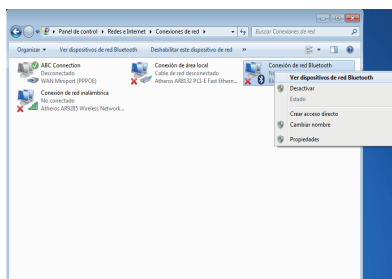 Panel de control ▸ Redes e Internet ▸ Conexiones de red ▸
Buscar Conexiones de red
Organizar
Ver dispositivos de red Bluetooth
Deshabilitar este dispositivo de red
»
ABC Connection
Desconectado
WAN Miniport (PPPOE)
Conexión de área local
Cable de red desconectado
Atheros AR8132 PCI-E Fast Ethern...
Conexión de red Bluetooth
Conexión de red inalámbrica
No conectado
Atheros AR9285 Wireless Network...
Ver dispositivos de red Bluetooth
Desactivar
Estado
Crear acceso directo
Cambiar nombre
Propiedades